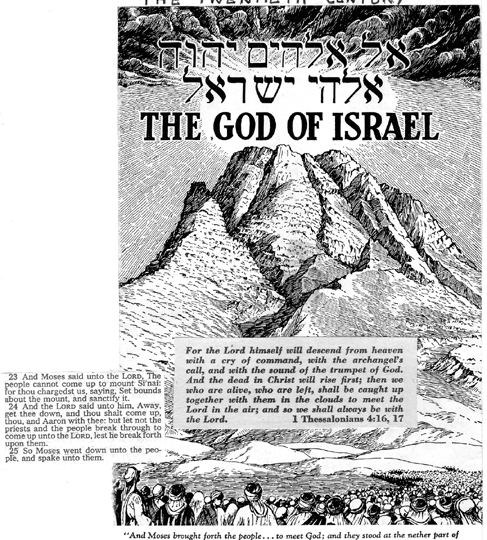 THE TWENTIETH CENTURY
אל אלהים יהוה
אלהי ישראל
THE GOD OF ISRAEL
For the Lord himself will descend from heaven
with a cry of command, with the archangel's
call, and with the sound of the trumpet of God.
And the dead in Christ will rise first; then we
who are alive, who are left, shall be caught up
together with them in the clouds to meet the
Lord in the air; and so we shall always be with
the Lord. 1 Thessalonians 4:16, 17
23 And Moses said unto the LORD, The
people cannot come up to mount Si'nai:
for thou chargedst us, saying, Set bounds
about the mount, and sanctify it.
24 And the LORD said unto him, Away,
get thee down, and thou shalt come up,
thou, and Aaron with thee: but let not the
priests and the people break through to
come up unto the LORD, lest he break forth
upon them.
25 So Moses went down unto the peo-
ple, and spake unto them.
"And Moses brought forth the people...to meet God; and they stood at the nether part of